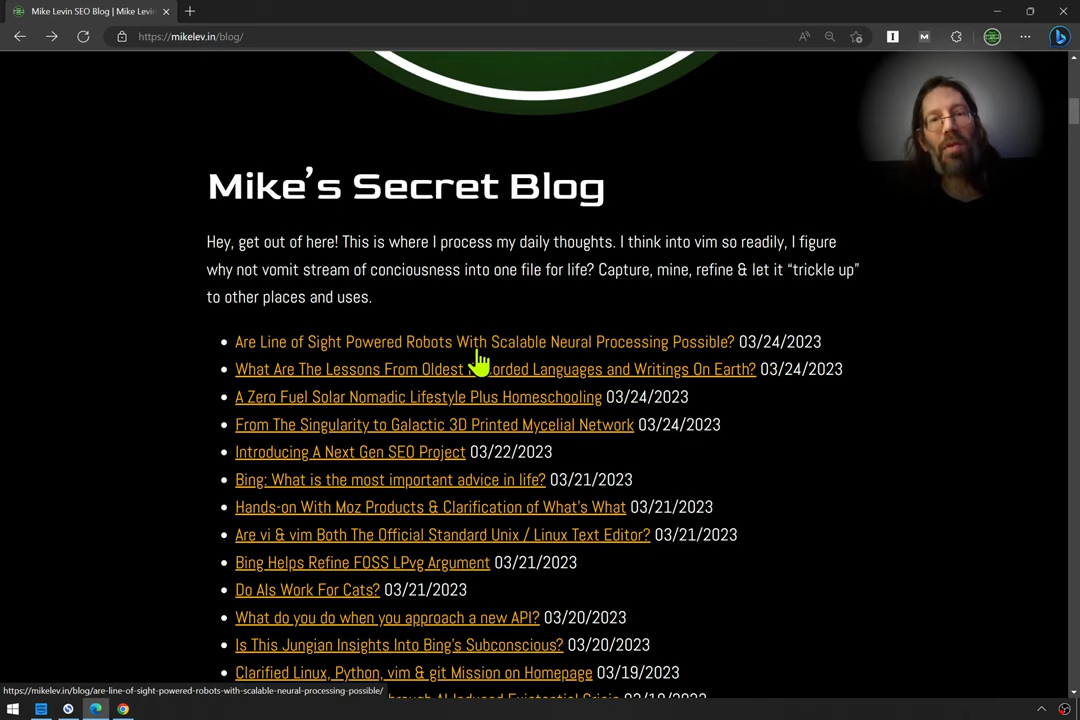 Mike Levin SEO Blog | Mike Levin
https://mikelev.in/blog/
Mike's Secret Blog
Hey, get out of here! This is where I process my daily thoughts. I think into vim so readily, I figure
why not vomit stream of conciousness into one file for life? Capture, mine, refine & let it “trickle up”
to other places and uses.
Are Line of Sight Powered Robots With Scalable Neural Processing Possible? 03/24/2023
What Are The Lessons From Oldest Languages and Writings On Earth? 03/24/2023
A Zero Fuel Solar Nomadic Lifestyle Plus Homeschooling 03/24/2023
From The Singularity to Galactic 3D Printed Mycelial Network 03/24/2023
Introducing A Next Gen SEO Project 03/22/2023
Bing: What is the most important advice in life? 03/21/2023
Hands-on With Moz Products & Clarification of What's What 03/21/2023
Are vi & vim Both The Official Standard Unix / Linux Text Editor? 03/21/2023
Bing Helps Refine FOSS LPvg Argument 03/21/2023
Do AIs Work For Cats? 03/21/2023
What do you do when you approach a new API? 03/20/2023
Is This Jungian Insights Into Bing's Subconscious? 03/20/2023
Clarified Linux, Python, vim & git Mission on Homepage 03/19/2023
https://mikelev.in/blog/are-line-of-sight-powered-robots-with-scalable-neural-processing-possible/